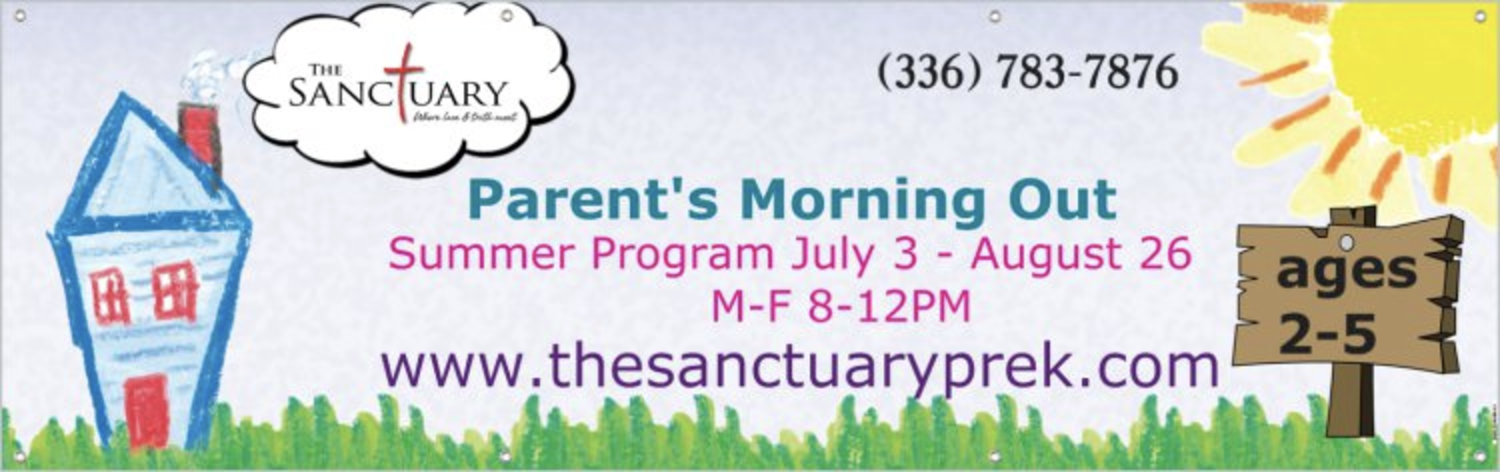 THE
SANCTUARY
Where love & truth meet
(336) 783-7876
Parent's Morning Out
Summer Program July 3 - August 26
M-F 8-12PM
www.thesanctuaryprek.com
ages
2-5